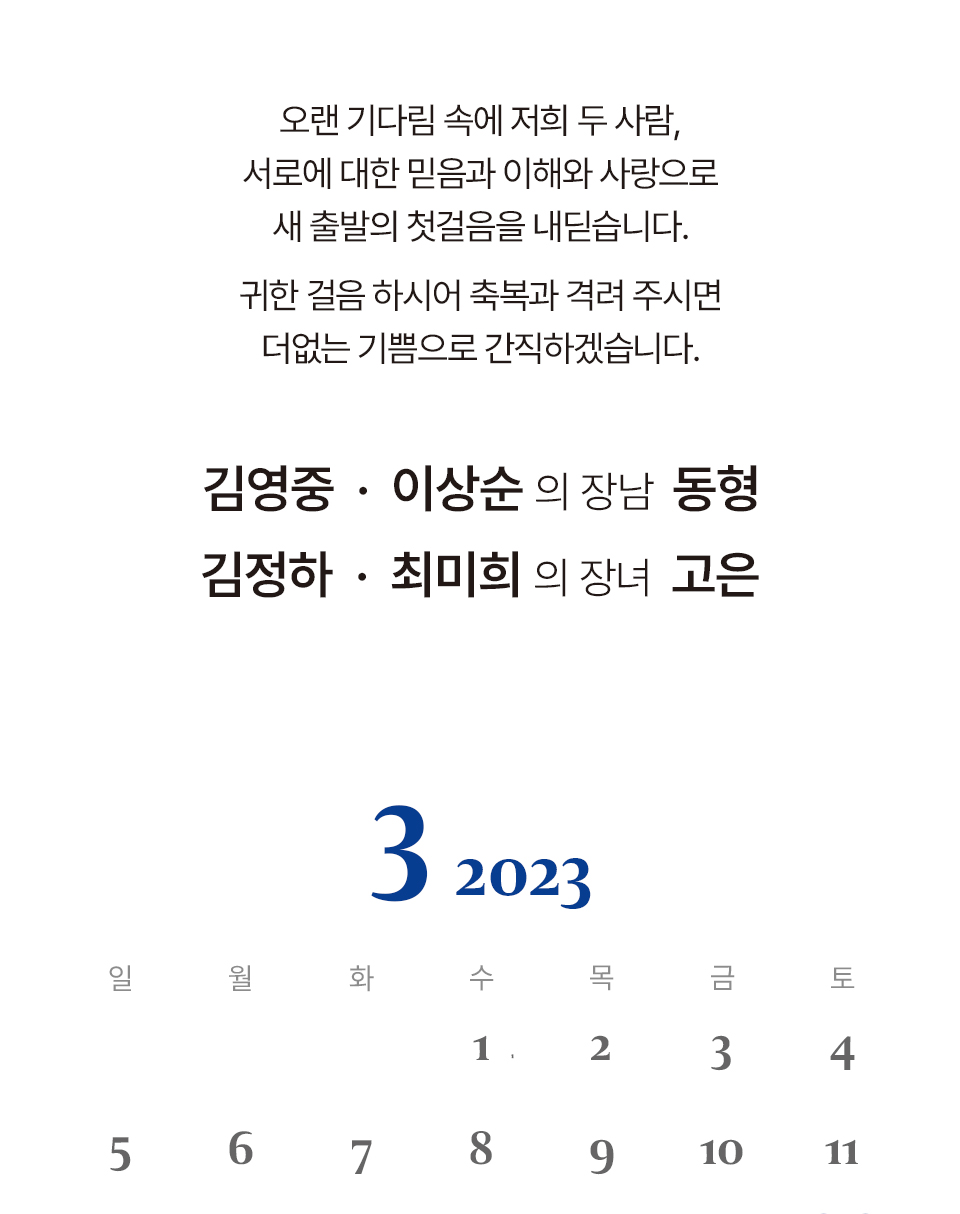 오랜 기다림 속에 저희 두 사람,
서로에 대한 믿음과 이해와 사랑으로
새 출발의 첫걸음을 내딛습니다.
귀한 걸음 하시어 축복과 격려 주시면
더없는 기쁨으로 간직하겠습니다.
김영중 · 이상순 의 장남 동형
김정하 · 최미희 의 장녀 고은
3 2023
일 월 화 수 목 금 토
1 2 3 4
5 6 7 8 9 10 11